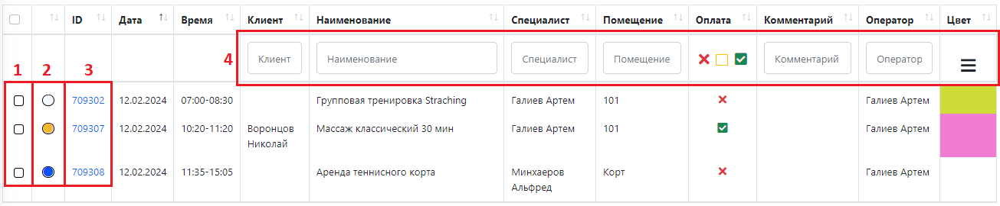 ID Дата Время Клиент Наименование Специалист Помещение Оплата Комментарий Оператор Цвет
1 2 3 4 Клиент Наименование Специалист Помещение Комментарий Оператор
709302 12.02.2024 07:00-08:30 Групповая тренировка Straching Галиев Артем 101 Галиев Артем
709307 12.02.2024 10:20-11:20 Воронцов Массаж классический 30 мин Галиев Артем 101 Галиев Артем
Николай
709308 12.02.2024 11:35-15:05 Аренда теннисного корта Минхаеров Корт Галиев Артем
Альфред